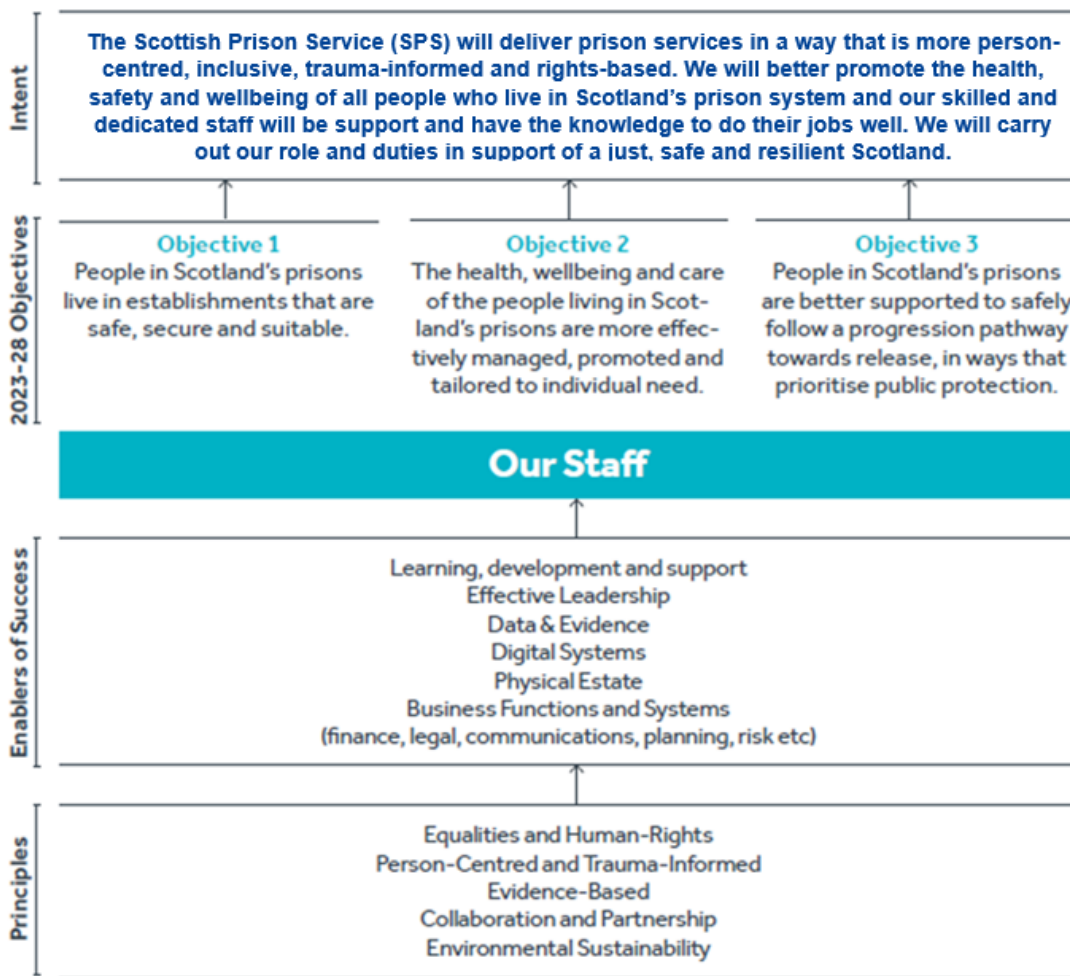 Intent
The Scottish Prison Service (SPS) will deliver prison services in a way that is more person-
centred, inclusive, trauma-informed and rights-based. We will better promote the health,
safety and wellbeing of all people who live in Scotland's prison system and our skilled and
dedicated staff will be support and have the knowledge to do their jobs well. We will carry
out our role and duties in support of a just, safe and resilient Scotland.
2023-28 Objectives
Objective 1
People in Scotland's prisons
live in establishments that are
safe, secure and suitable.
Objective 2
The health, wellbeing and care
of the people living in Scot-
land's prisons are more effec-
tively managed, promoted and
tailored to individual need.
Objective 3
People in Scotland's prisons
are better supported to safely
follow a progression pathway
towards release, in ways that
prioritise public protection.
Our Staff
Enablers of Success
Learning, development and support
Effective Leadership
Data & Evidence
Digital Systems
Physical Estate
Business Functions and Systems
(finance, legal, communications, planning, risk etc)
Principles
Equalities and Human-Rights
Person-Centred and Trauma-Informed
Evidence-Based
Collaboration and Partnership
Environmental Sustainability